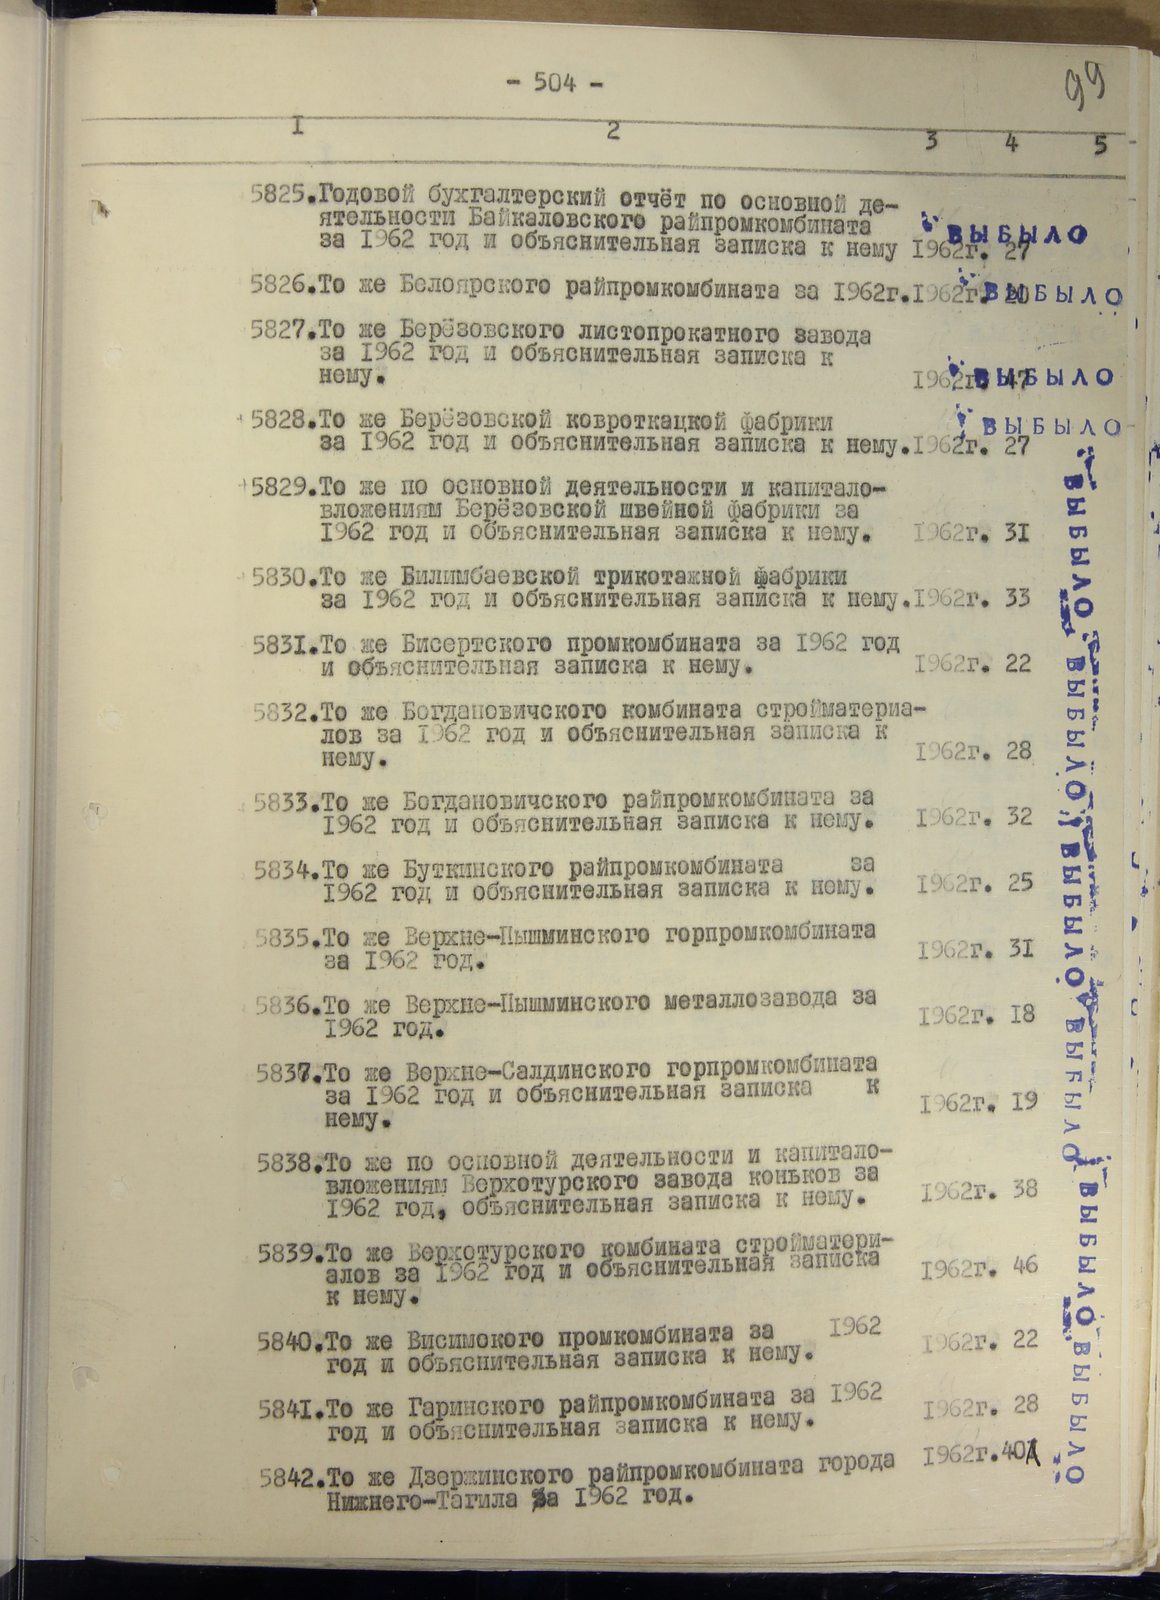 - 504 -
99
I 2 3 4 5
5825.Годовой бухгалтерский отчёт по основной де-
ятельности Байкаловского райпромкомбината
за 1962 год и объяснительная записка к нему 1962г. 27
ВЫБЫЛО
5826.То же Белоярского райпромкомбината за 1962г.1962г. 20
ВЫБЫЛО
5827.То же Берёзовского листопрокатного завода
за 1962 год и объяснительная записка к
нему. 1962г. 47
ВЫБЫЛО
5828.То же Берёзовской ковроткацкой фабрики
ВЫБЫЛО
за 1962 год и объяснительная записка к нему.1962г. 27
5829.То же по основной деятельности и капитало-
вложениям Берёзовской швейной фабрики за
1962 год и объяснительная записка к нему. 1962г. 31
ВЫБЫЛО
5830.То же Билимбаевской трикотажной фабрики
за 1962 год и объяснительная записка к нему.1962г. 33
5831.То же Бисертского промкомбината за 1962 год
и объяснительная записка к нему. 1962г. 22
ВЫБЫЛО
5832.То же Богдановичского комбината стройматериа-
лов за 1962 год и объяснительная записка к
нему. 1962г. 28
5833.То же Богдановичского райпромкомбината за
1962 год и объяснительная записка к нему. 1962г. 32
ВЫБЫЛО
5834.То же Буткинского райпромкомбината за
1962 год и объяснительная записка к нему. 1962г. 25
5835.То же Верхне-Пышминского горпромкомбината
за 1962 год. 1962г. 31
5836.То же Верхне-Пышминского металлозавода за
1962 год. 1962г. 18
ВЫБЫЛО
5837.То же Верхне-Салдинского горпромкомбината
за 1962 год и объяснительная записка к
нему. 1962г. 19
5838.То же по основной деятельности и капитало-
вложениям Верхотурского завода коньков за
1962 год, объяснительная записка к нему. 1962г. 38
ВЫБЫЛО
5839.То же Верхотурского комбината стройматери-
алов за 1962 год и объяснительная записка
к нему. 1962г. 46
5840.То же Висимокого промкомбината за 1962
год и объяснительная записка к нему. 1962г. 22
ВЫБЫЛО
5841.То же Гаринского райпромкомбината за 1962
год и объяснительная записка к нему. 1962г. 28
5842.То же Дзержинского райпромкомбината города 1962г.40
Нижнего-Тагила за 1962 год.